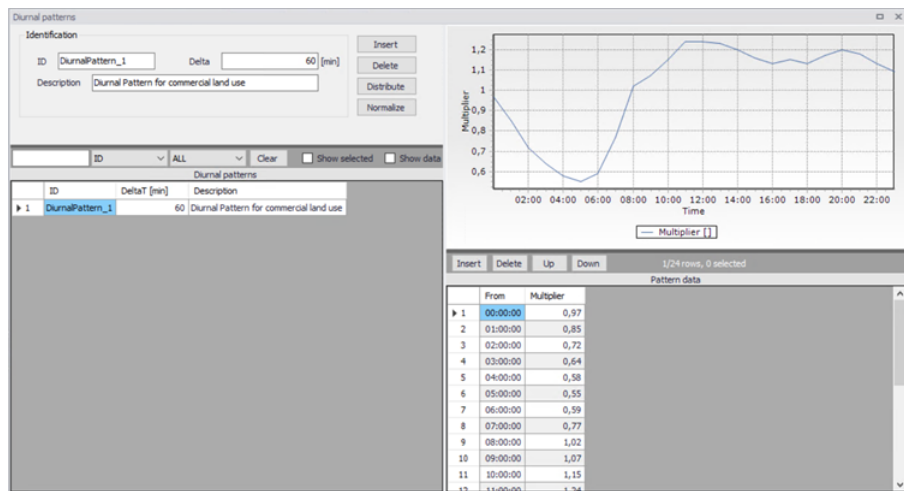 Diurnal patterns
Identification
ID DiurnalPattern_1 Delta 60 [min]
Description Diurnal Pattern for commercial land use
Insert
Delete
Distribute
Normalize
ID ALL Clear Show selected Show data
Diurnal patterns
ID DeltaT [min] Description
1 DiurnalPattern_1 60 Diurnal Pattern for commercial land use
Multiplier
1,2
1,1
1
0,9
0,8
0,7
0,6
02:00 04:00 06:00 08:00 10:00 12:00 14:00 16:00 18:00 20:00 22:00
Time
Multiplier []
Insert Delete Up Down 1/24 rows, 0 selected
Pattern data
From Multiplier
1 00:00:00 0,97
2 01:00:00 0,85
3 02:00:00 0,72
4 03:00:00 0,64
5 04:00:00 0,58
6 05:00:00 0,55
7 06:00:00 0,59
8 07:00:00 0,77
9 08:00:00 1,02
10 09:00:00 1,07
11 10:00:00 1,15
12 11:00:00 1,24